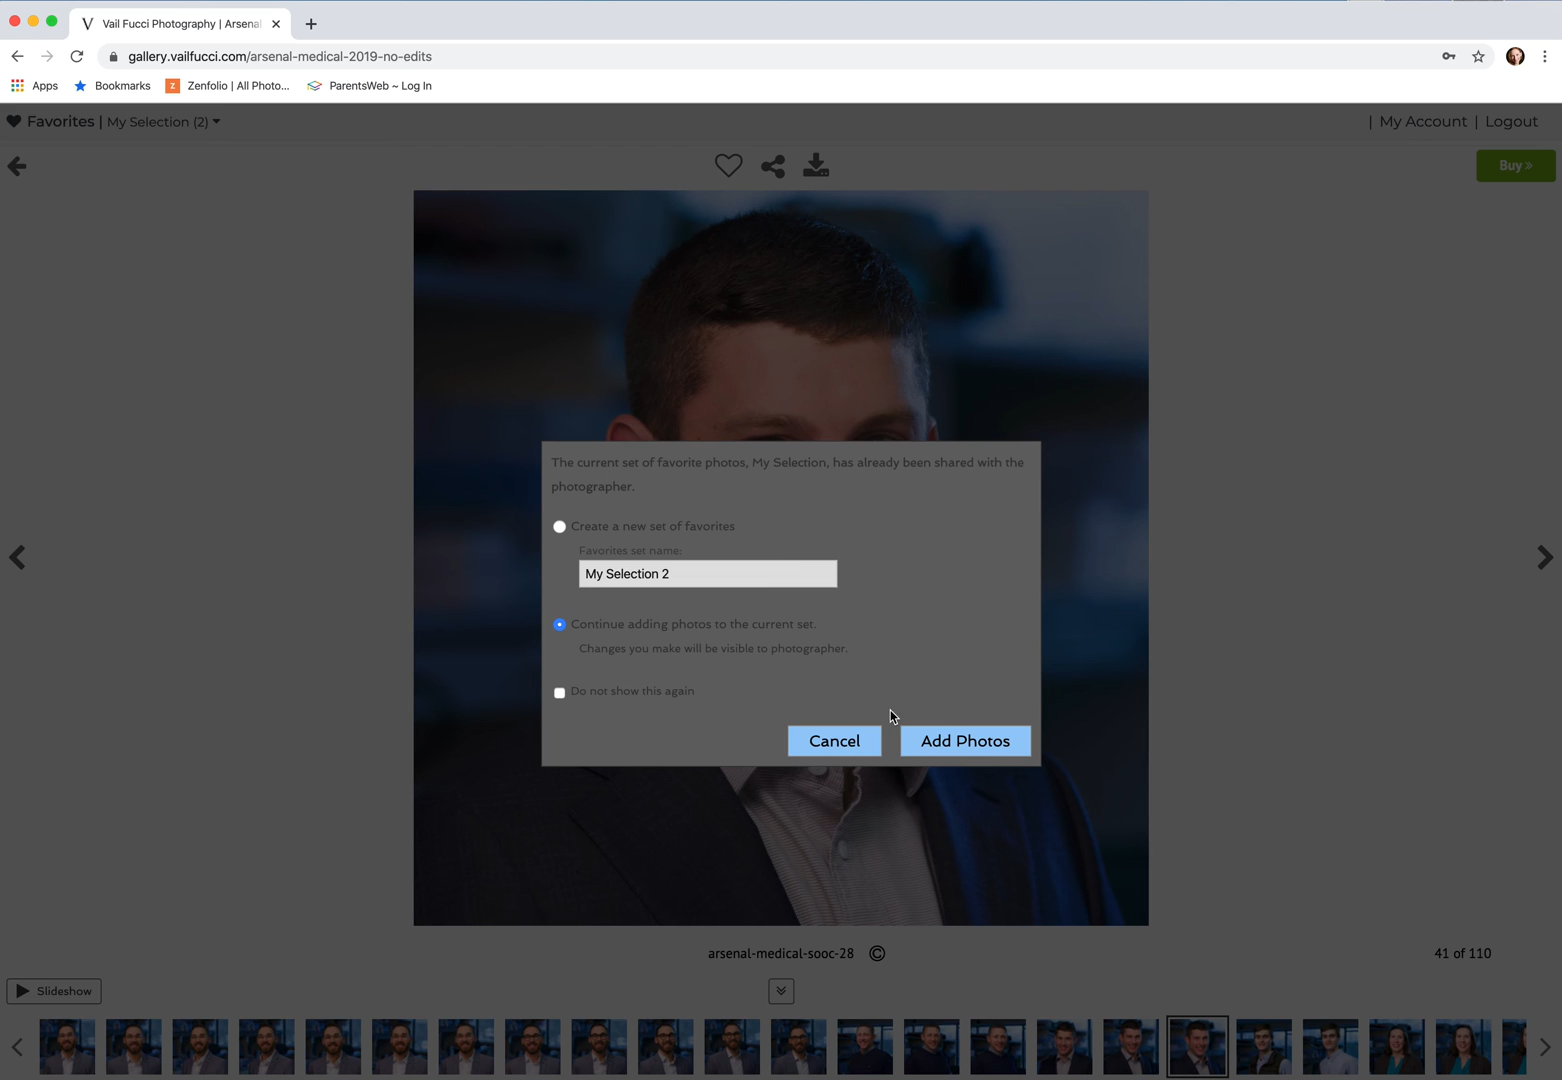 Vail Fucci Photography | Arsenal
gallery.vailfucci.com/arsenal-medical-2019-no-edits
Apps Bookmarks Z Zenfolio | All Photo... ParentsWeb ~ Log In
Favorites | My Selection (2) | My Account | Logout
Buy »
The current set of favorite photos, My Selection, has already been shared with the
photographer.
Create a new set of favorites
Favorites set name:
My Selection 2
Continue adding photos to the current set.
Changes you make will be visible to photographer.
Do not show this again
Cancel Add Photos
arsenal-medical-sooc-28 © 41 of 110
Slideshow